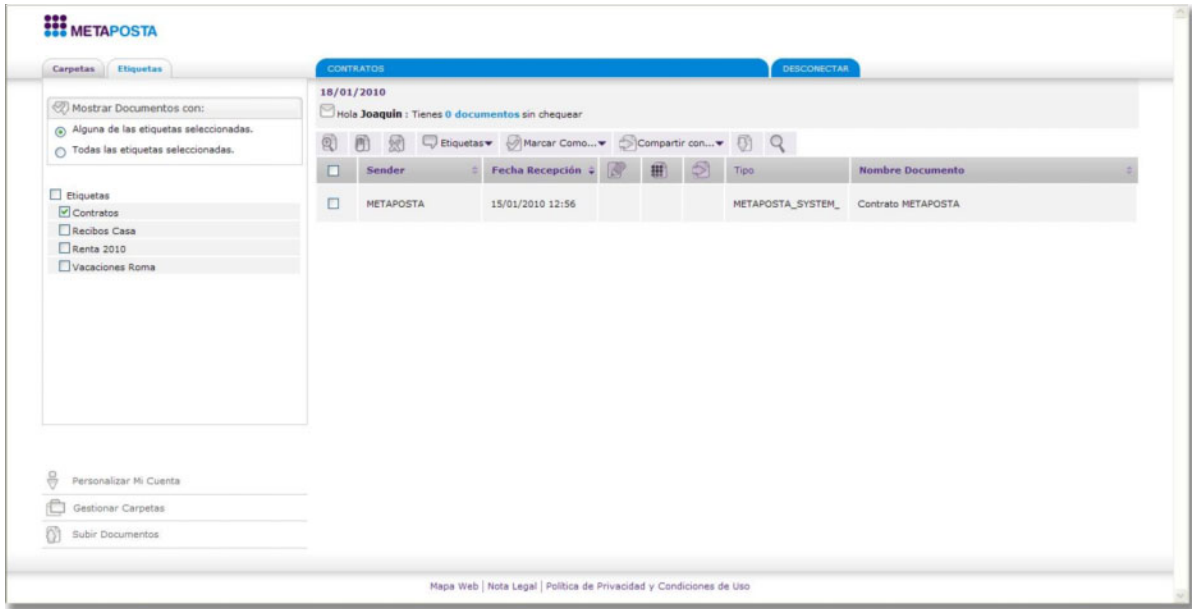 METAPOSTA
Carpetas Etiquetas
CONTRATOS DESCONECTAR
Mostrar Documentos con:
Alguna de las etiquetas seleccionadas.
Todas las etiquetas seleccionadas.
Etiquetas
Contratos
Recibos Casa
Renta 2010
Vacaciones Roma
18/01/2010
Hola Joaquin : Tienes 0 documentos sin chequear
Etiquetas Marcar Como... Compartir con...
Sender Fecha Recepción Tipo Nombre Documento
METAPOSTA 15/01/2010 12:56 METAPOSTA_SYSTEM_ Contrato METAPOSTA
Personalizar Mi Cuenta
Gestionar Carpetas
Subir Documentos
Mapa Web | Nota Legal | Política de Privacidad y Condiciones de Uso